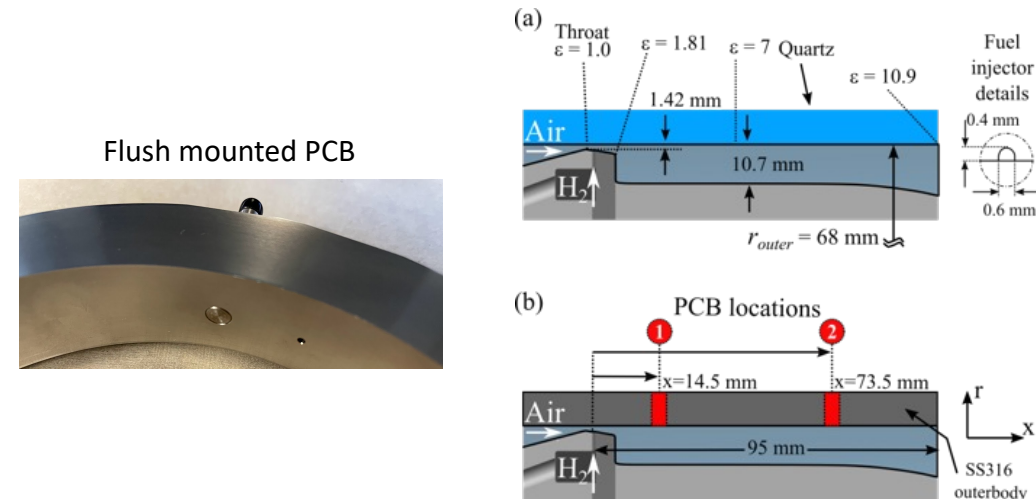 Flush mounted PCB
(a)
Throat
ε = 1.0
ε = 1.81
ε = 7
Quartz
ε = 10.9
Fuel
injector
details
1.42 mm
0.4 mm
Air
10.7 mm
H2
0.6 mm
r_outer = 68 mm
(b)
PCB locations
1
2
x=14.5 mm
x=73.5 mm
r
Air
x
95 mm
H2
SS316
outerbody